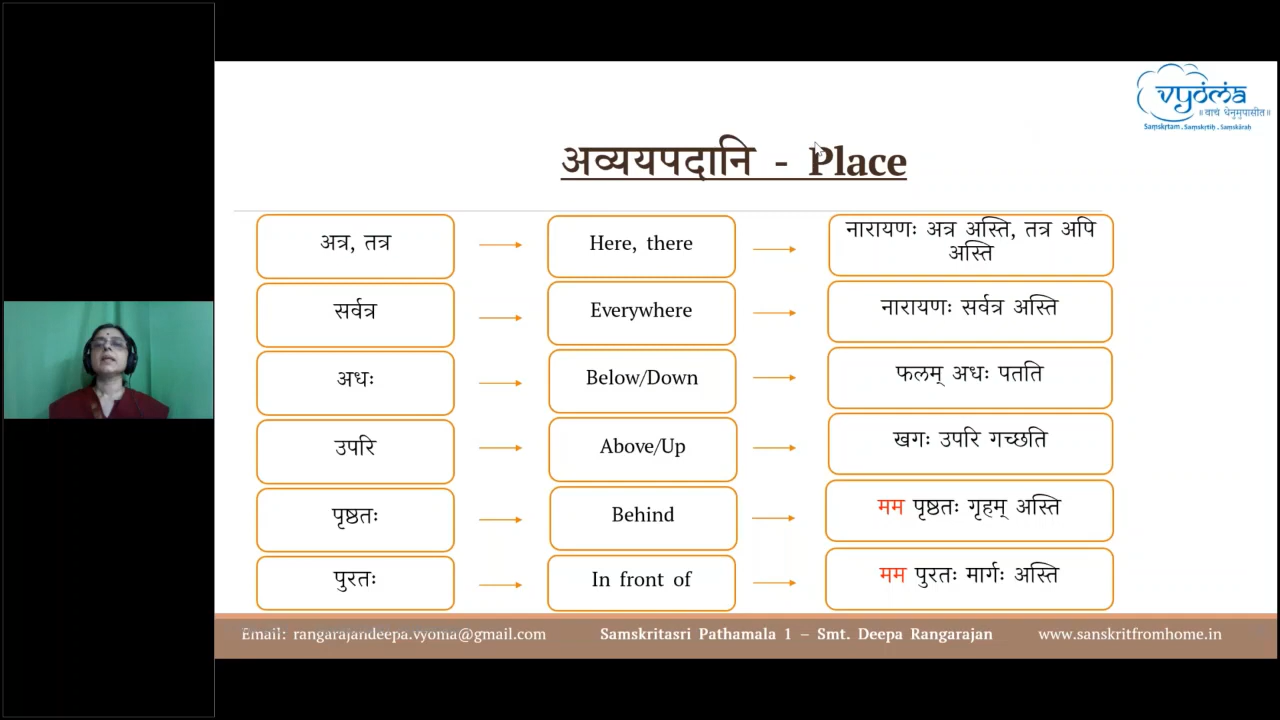 vyoma
॥ वाचं धेनुमुपासीत ॥
Saṃskṛtam . Saṃskṛtiḥ . Saṃskāraḥ
अव्ययपदानि - Place
अत्र, तत्र
Here, there
नारायणः अत्र अस्ति, तत्र अपि
अस्ति
सर्वत्र
Everywhere
नारायणः सर्वत्र अस्ति
अधः
Below/Down
फलम् अधः पतति
उपरि
Above/Up
खगः उपरि गच्छति
पृष्ठतः
Behind
मम पृष्ठतः गृहम् अस्ति
पुरतः
In front of
मम पुरतः मार्गः अस्ति
Email: rangarajandeepa.vyoma@gmail.com
Samskritasri Pathamala 1 – Smt. Deepa Rangarajan
www.sanskritfromhome.in